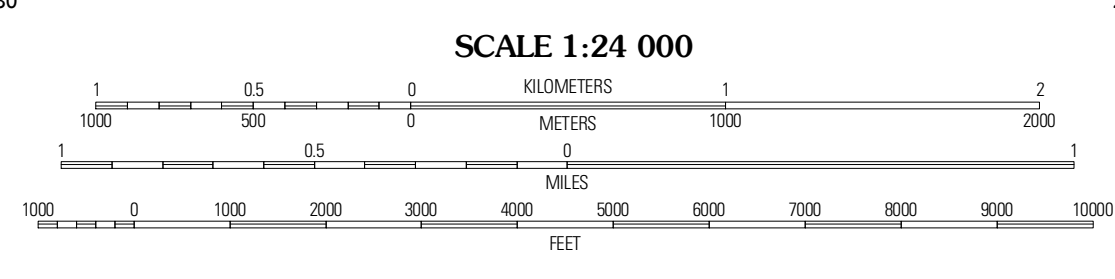 SCALE 1:24 000
1 0.5 0 KILOMETERS 1 2
1000 500 0 METERS 1000 2000
1 0.5 0 1
MILES
1000 0 1000 2000 3000 4000 5000 6000 7000 8000 9000 10000
FEET